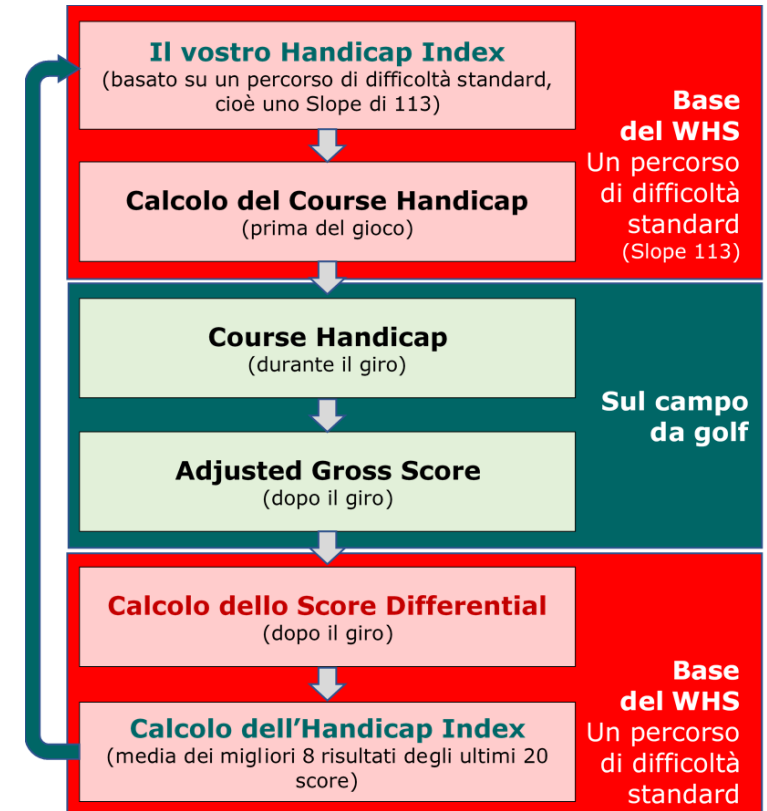 Il vostro Handicap Index
(basato su un percorso di difficoltà standard,
cioè uno Slope di 113)
Calcolo del Course Handicap
(prima del gioco)
Base
del WHS
Un percorso
di difficoltà
standard
(Slope 113)
Course Handicap
(durante il giro)
Adjusted Gross Score
(dopo il giro)
Sul campo
da golf
Calcolo dello Score Differential
(dopo il giro)
Calcolo dell’Handicap Index
(media dei migliori 8 risultati degli ultimi 20
score)
Base
del WHS
Un percorso
di difficoltà
standard